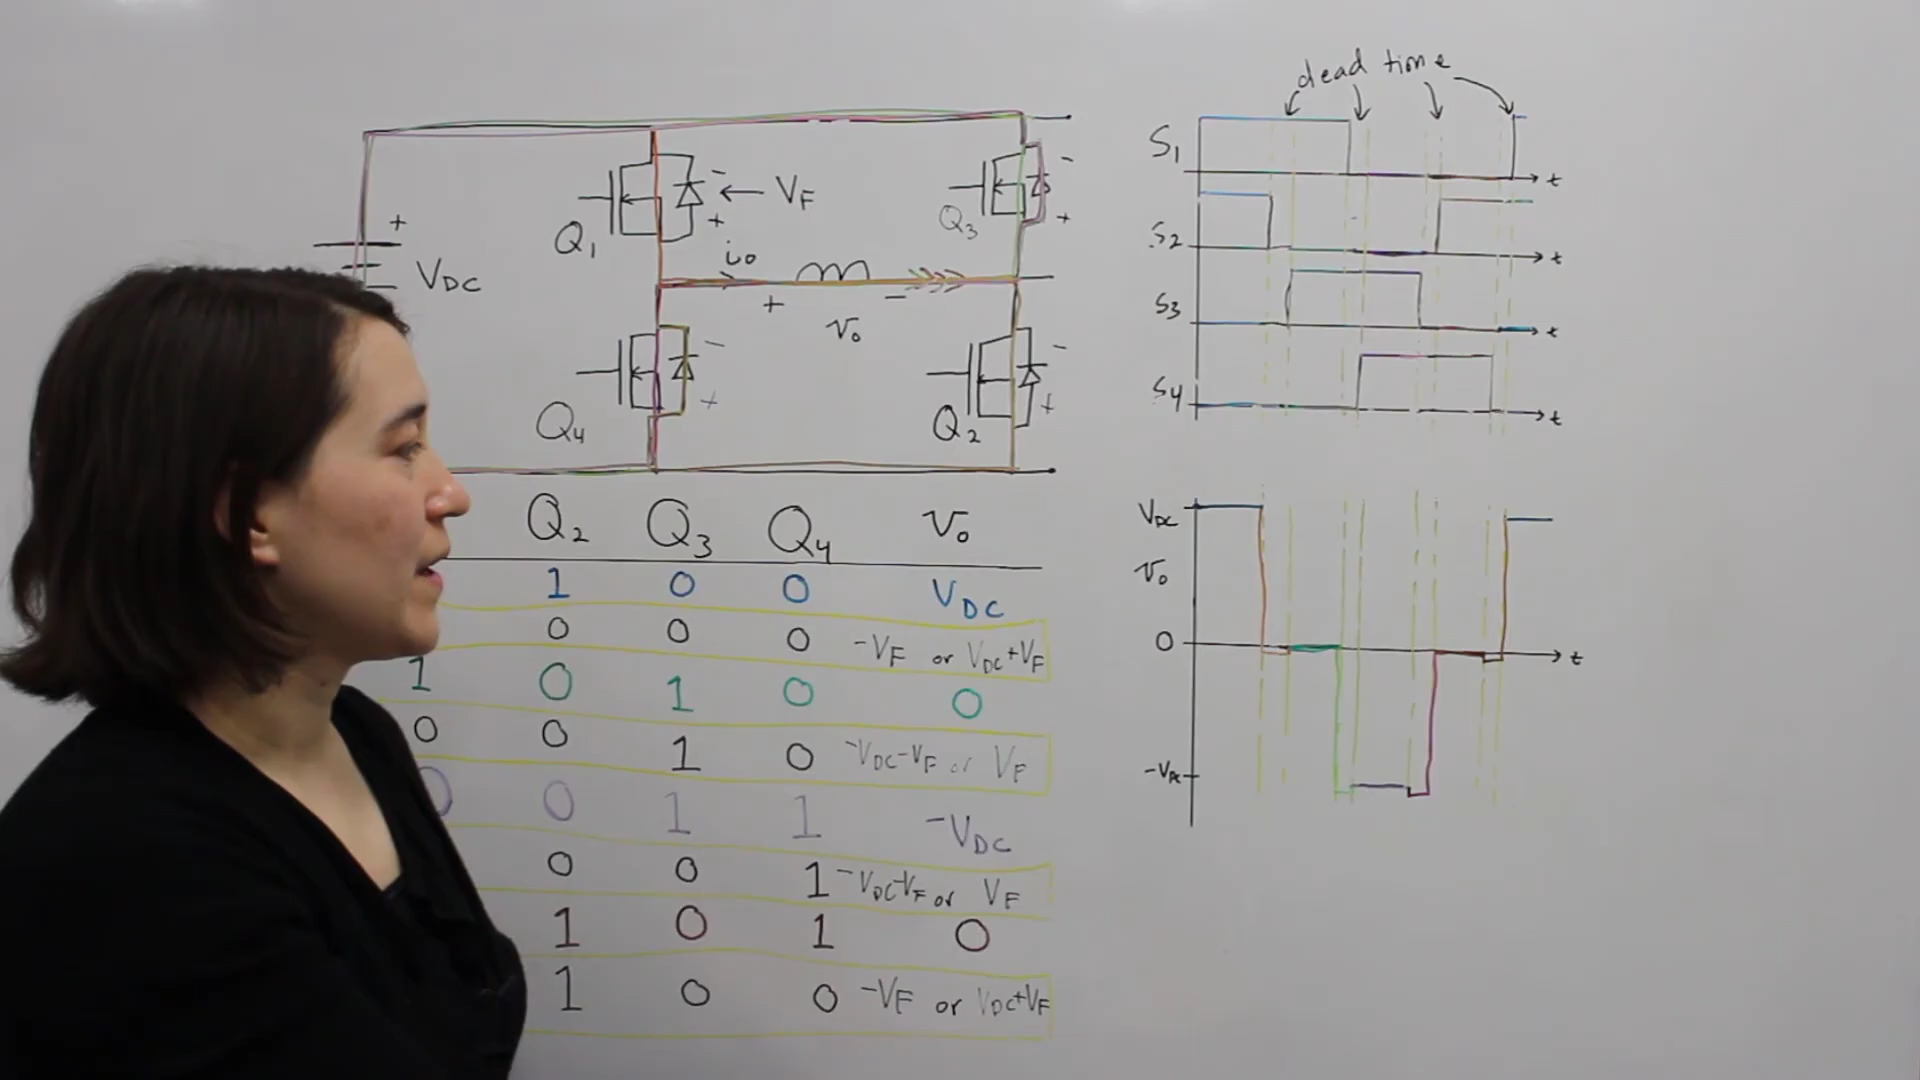 dead time
S1
t
S2
t
S3
t
S4
t
+
VDC
Q1
-
+
← VF
io
+
-
vo
Q3
-
+
Q4
-
+
Q2
-
+
Q2 Q3 Q4 vo
1 0 0 VDC
0 0 0 -VF or VDC+VF
1 0 1 0 0
0 0 1 0 -VDC-VF or VF
0 0 1 1 -VDC
0 0 1 -VDC-VF or VF
1 0 1 0
1 0 0 -VF or VDC+VF
VDC
vo
0
t
-VDC